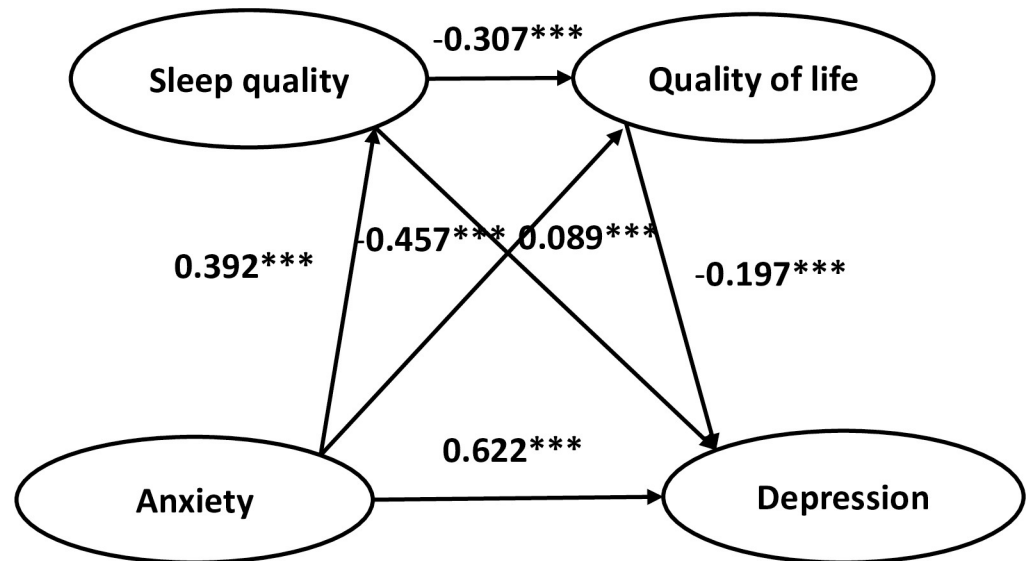 -0.307***
Sleep quality
Quality of life
-0.457***
0.089***
0.392***
-0.197***
0.622***
Anxiety
Depression